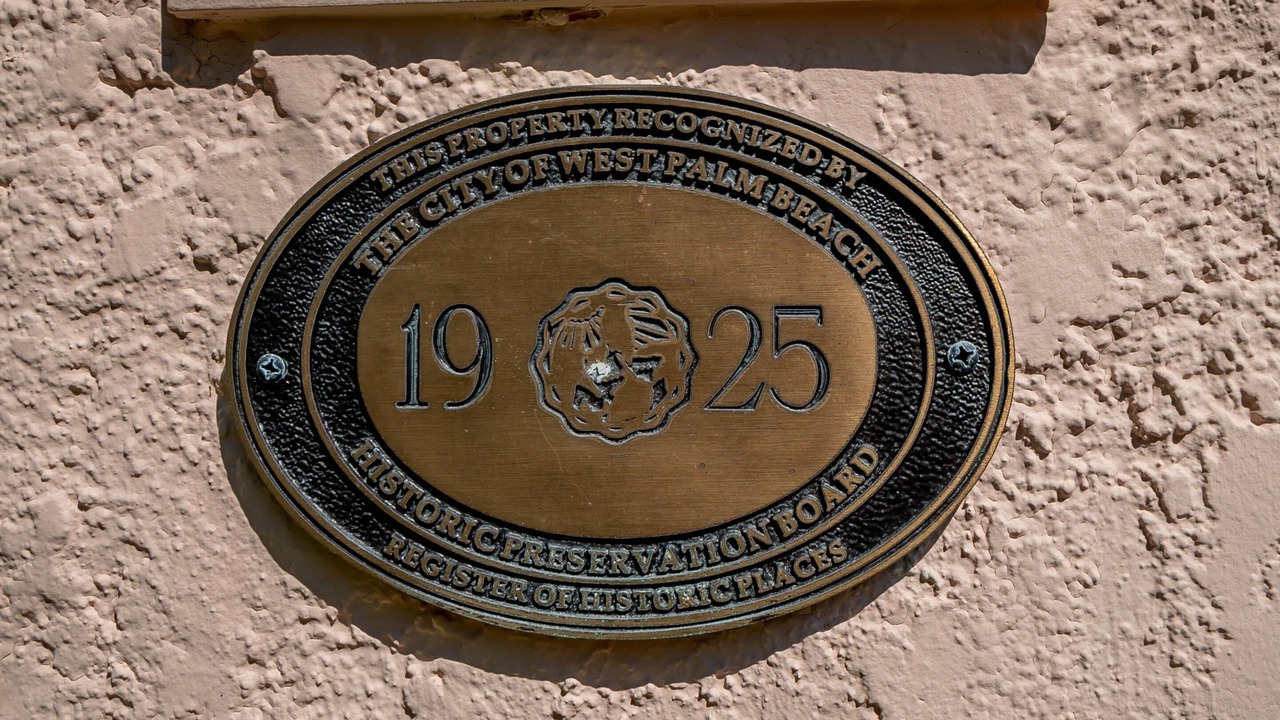 THIS PROPERTY RECOGNIZED BY
THE CITY OF WEST PALM BEACH
19 25
HISTORIC PRESERVATION BOARD
REGISTER OF HISTORIC PLACES